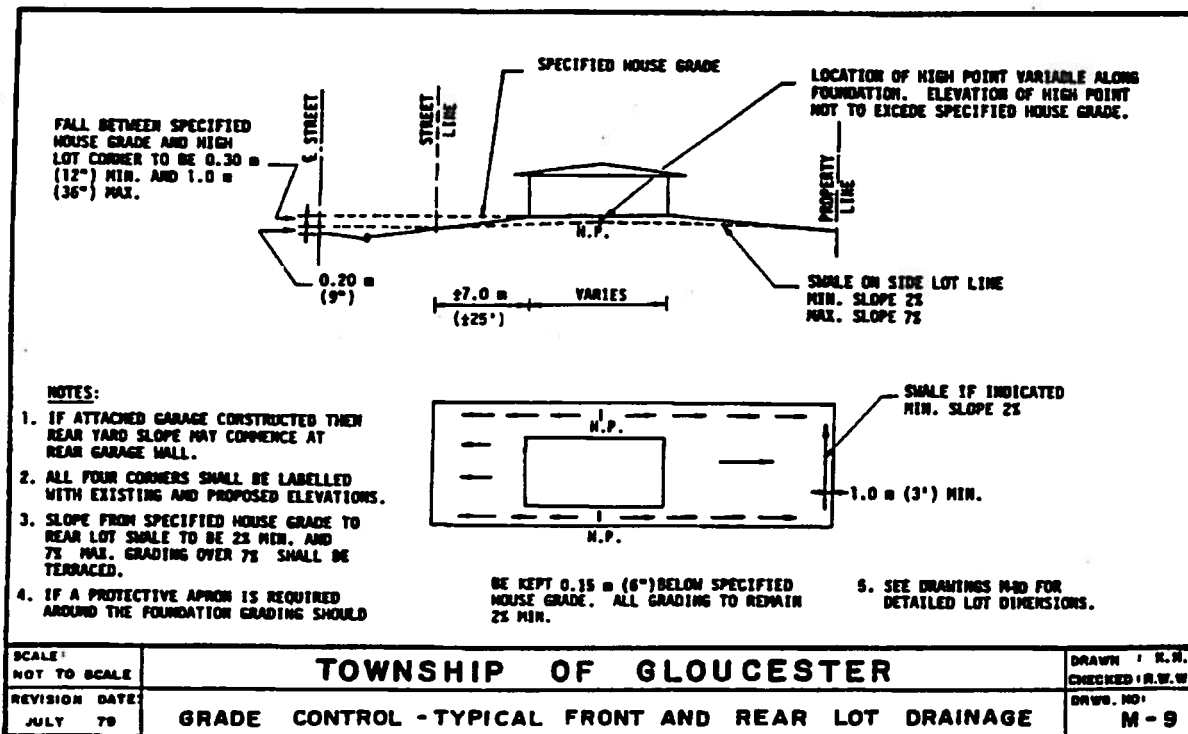 SPECIFIED HOUSE GRADE
LOCATION OF HIGH POINT VARIABLE ALONG
FOUNDATION. ELEVATION OF HIGH POINT
NOT TO EXCEDE SPECIFIED HOUSE GRADE.
FALL BETWEEN SPECIFIED
HOUSE GRADE AND HIGH
LOT CORNER TO BE 0.30 m
(12") MIN. AND 1.0 m
(36") MAX.
℄ STREET
STREET
LINE
PROPERTY
LINE
H.P.
0.20 m
(9")
±7.0 m
(±25')
VARIES
SWALE ON SIDE LOT LINE
MIN. SLOPE 2%
MAX. SLOPE 7%
NOTES:
1. IF ATTACHED GARAGE CONSTRUCTED THEN
REAR YARD SLOPE MAY COMMENCE AT
REAR GARAGE WALL.
2. ALL FOUR CORNERS SHALL BE LABELLED
WITH EXISTING AND PROPOSED ELEVATIONS.
3. SLOPE FROM SPECIFIED HOUSE GRADE TO
REAR LOT SWALE TO BE 2% MIN. AND
7% MAX. GRADING OVER 7% SHALL BE
TERRACED.
4. IF A PROTECTIVE APRON IS REQUIRED
AROUND THE FOUNDATION GRADING SHOULD
H.P.
H.P.
SWALE IF INDICATED
MIN. SLOPE 2%
1.0 m (3') MIN.
BE KEPT 0.15 m (6") BELOW SPECIFIED
HOUSE GRADE. ALL GRADING TO REMAIN
2% MIN.
5. SEE DRAWINGS FOR
DETAILED LOT DIMENSIONS.
SCALE:
NOT TO SCALE
REVISION DATE:
JULY 79
TOWNSHIP OF GLOUCESTER
GRADE CONTROL - TYPICAL FRONT AND REAR LOT DRAINAGE
DRAWN :
CHECKED : R.W.W.
DRWG. NO:
M - 9